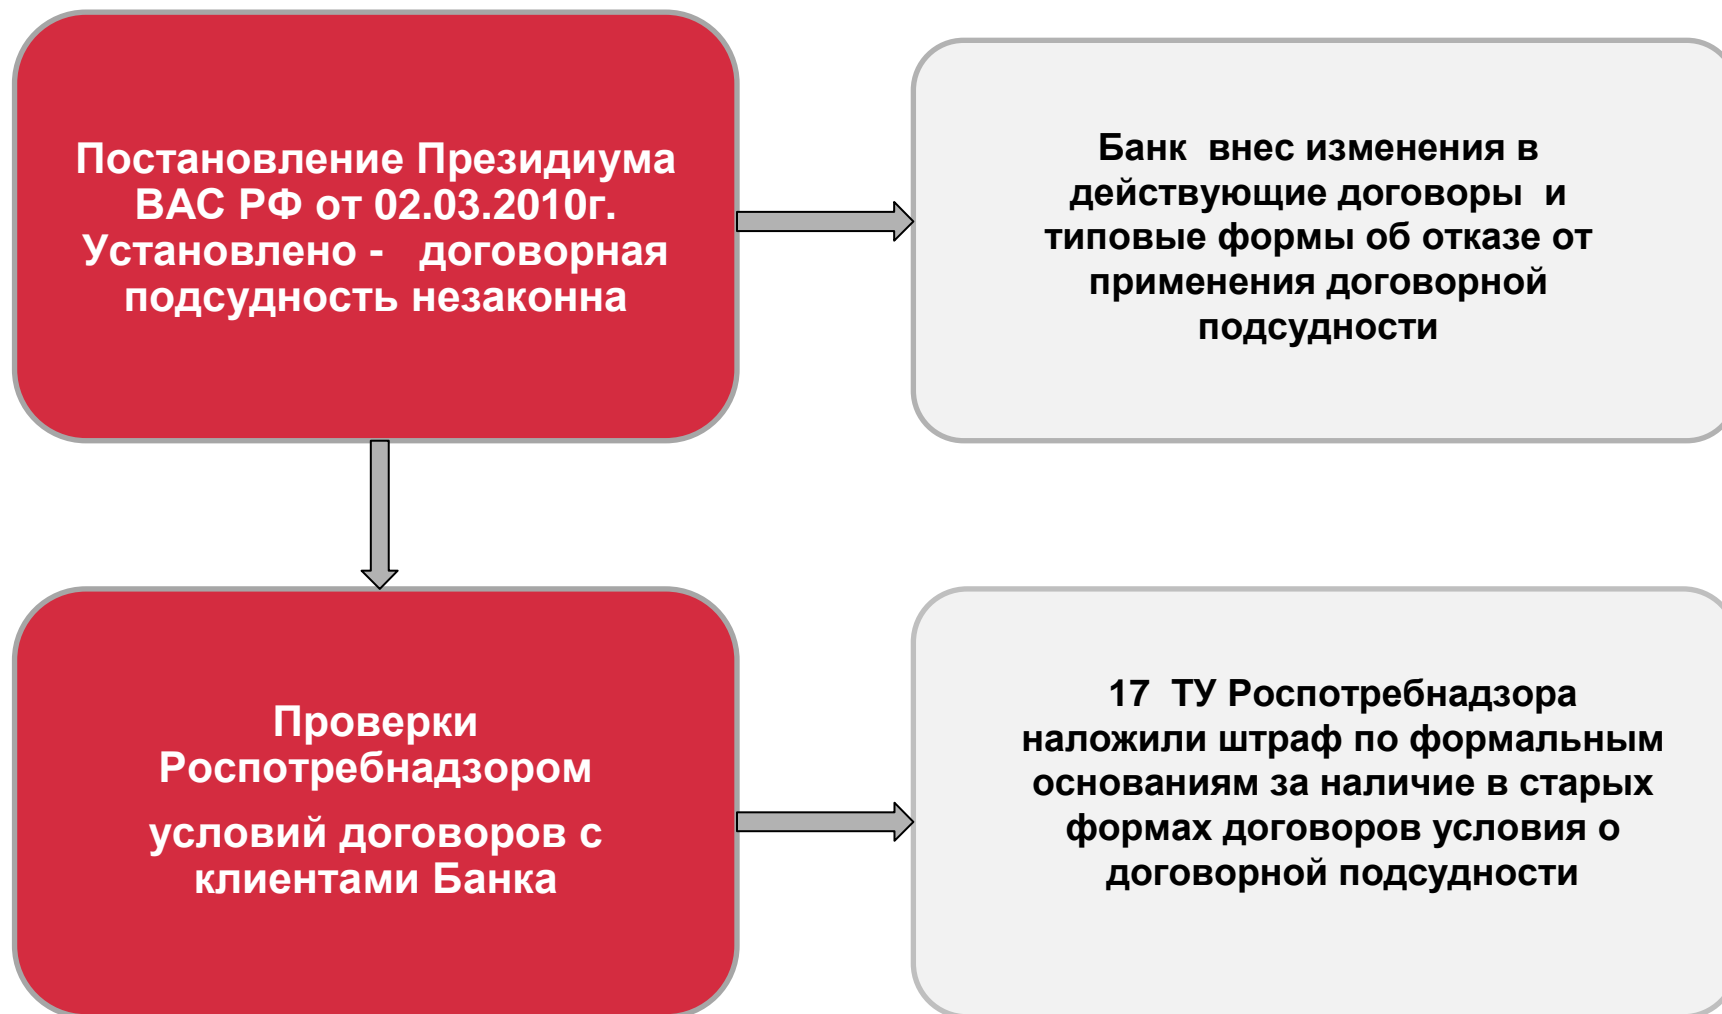 Постановление Президиума
ВАС РФ от 02.03.2010г.
Установлено -   договорная
подсудность незаконна
Банк  внес изменения в
действующие договоры  и
типовые формы об отказе от
применения договорной
подсудности
Проверки
Роспотребнадзором
условий договоров с
клиентами Банка
17  ТУ Роспотребнадзора
наложили штраф по формальным
основаниям за наличие в старых
формах договоров условия о
договорной подсудности